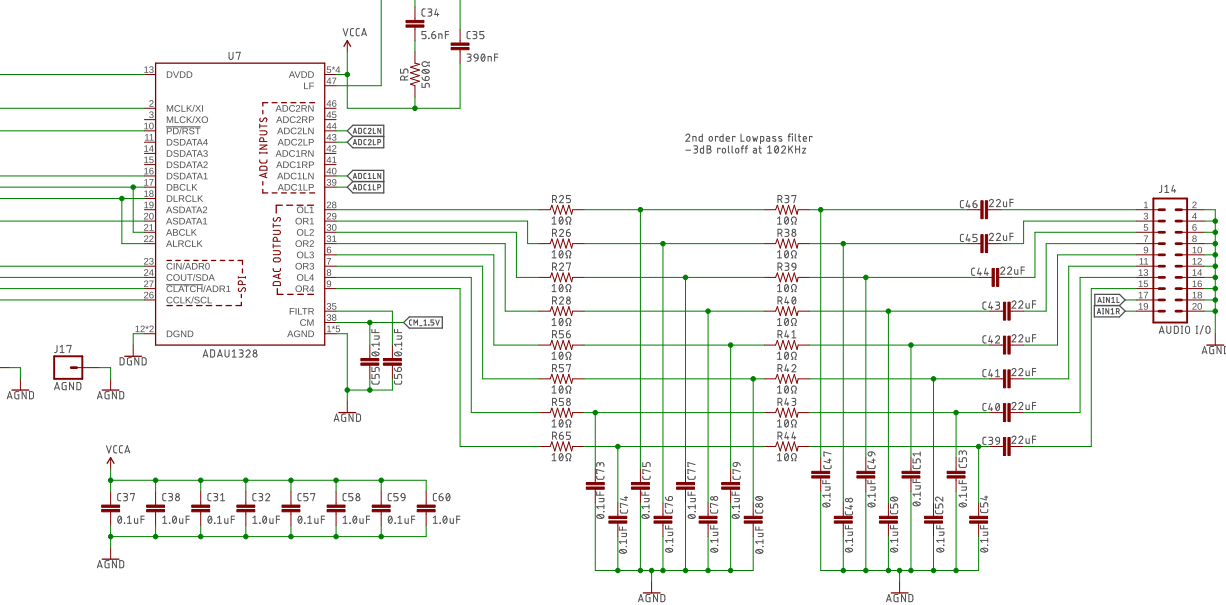 C34
5.6nF
C35
390nF
R5
560Ω
VCCA
U7
13 DVDD
2 MCLK/XI
3 MLCK/XO
10 PD/RST
11 DSDATA4
14 DSDATA3
15 DSDATA2
16 DSDATA1
17 DBCLK
18 DLRCLK
19 ASDATA2
20 ASDATA1
21 ABCLK
22 ALRCLK
23 CIN/ADR0
24 COUT/SDA
27 CLATCH/ADR1
26 CCLK/SCL
SPI
12*2 DGND
AVDD 5*4
LF 47
ADC INPUTS
ADC2RN 46
ADC2RP 45
ADC2LN 44 ADC2LN
ADC2LP 43 ADC2LP
ADC1RN 42
ADC1RP 41
ADC1LN 40 ADC1LN
ADC1LP 39 ADC1LP
DAC OUTPUTS
OL1 28
OR1 29
OL2 30
OR2 31
OL3 6
OR3 7
OL4 8
OR4 9
FILTR 35
CM 38 CM_1.5V
AGND 1*5
ADAU1328
DGND
C55 0.1uF
C56 0.1uF
AGND
J17
AGND
AGND
AGND
2nd order Lowpass filter
-3dB rolloff at 102KHz
R25
10Ω
R26
10Ω
R27
10Ω
R28
10Ω
R56
10Ω
R57
10Ω
R58
10Ω
R65
10Ω
R37
10Ω
R38
10Ω
R39
10Ω
R40
10Ω
R41
10Ω
R42
10Ω
R43
10Ω
R44
10Ω
C46 22uF
C45 22uF
C44 22uF
C43 22uF
C42 22uF
C41 22uF
C40 22uF
C39 22uF
J14
1 2
3 4
5 6
7 8
9 10
11 12
13 14
15 16
AIN1L 17 18
AIN1R 19 20
AUDIO I/O
AGND
C73 0.1uF
C74 0.1uF
C75 0.1uF
C76 0.1uF
C77 0.1uF
C78 0.1uF
C79 0.1uF
C80 0.1uF
AGND
C47 0.1uF
C48 0.1uF
C49 0.1uF
C50 0.1uF
C51 0.1uF
C52 0.1uF
C53 0.1uF
C54 0.1uF
AGND
VCCA
C37 0.1uF
C38 1.0uF
C31 0.1uF
C32 1.0uF
C57 0.1uF
C58 1.0uF
C59 0.1uF
C60 1.0uF
AGND